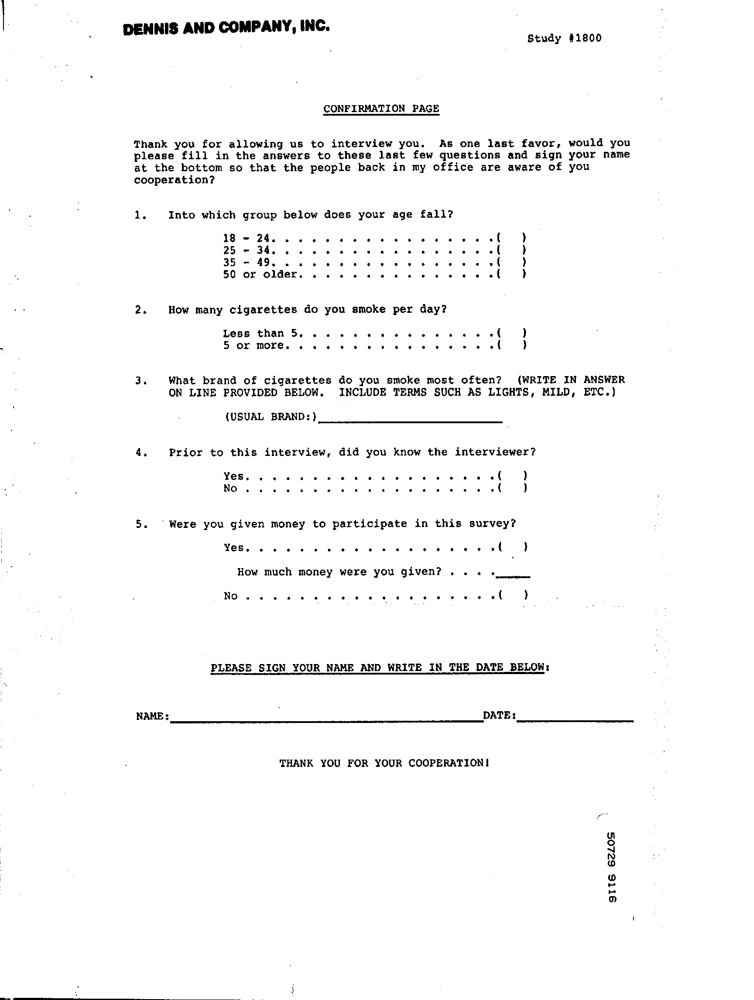 DENNIS AND COMPANY, INC.
Study #1800
CONFIRMATION PAGE
Thank you for allowing us to interview you. As one last favor, would you
please fill in the answers to these last few questions and sign your name
at the bottom so that the people back in my office are aware of you
cooperation?
1. Into which group below does your age fall?
18 - 24. . . . . . . . . . . . . . . . . .( )
25 - 34. . . . . . . . . . . . . . . . . .( )
35 - 49. . . . . . . . . . . . . . . . . .( )
50 or older. . . . . . . . . . . . . . . .( )
2. How many cigarettes do you smoke per day?
Less than 5. . . . . . . . . . . . . . . .( )
5 or more. . . . . . . . . . . . . . . . .( )
3. What brand of cigarettes do you smoke most often? (WRITE IN ANSWER
ON LINE PROVIDED BELOW. INCLUDE TERMS SUCH AS LIGHTS, MILD, ETC.)
(USUAL BRAND:)
4. Prior to this interview, did you know the interviewer?
Yes. . . . . . . . . . . . . . . . . . . .( )
No . . . . . . . . . . . . . . . . . . . .( )
5. Were you given money to participate in this survey?
Yes. . . . . . . . . . . . . . . . . . . .( )
How much money were you given? . . . .
No . . . . . . . . . . . . . . . . . . . .( )
PLEASE SIGN YOUR NAME AND WRITE IN THE DATE BELOW:
NAME: DATE:
THANK YOU FOR YOUR COOPERATION!
50729 9116